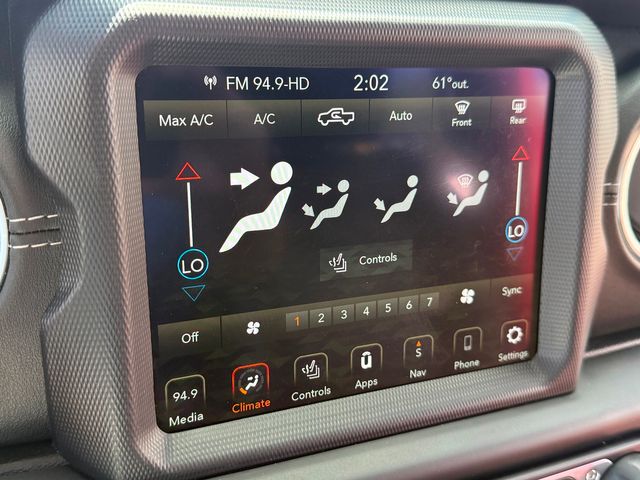 FM 94.9-HD 2:02 61°out.
Max A/C A/C Auto Front Rear
LO LO
Controls
Off 1 2 3 4 5 6 7 Sync
94.9 S
Media Climate Controls Apps Nav Phone Settings